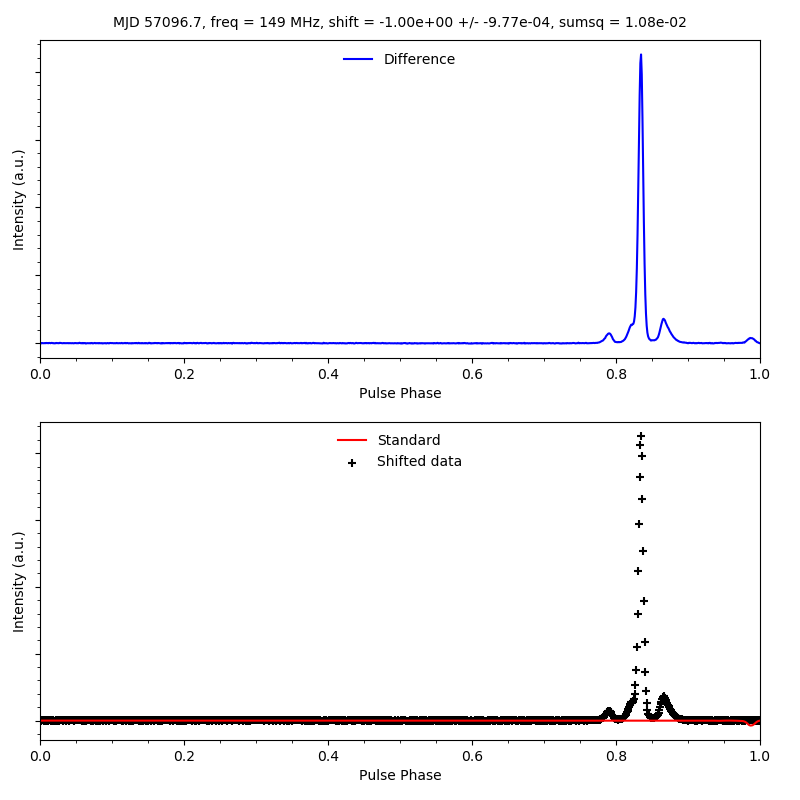 MJD 57096.7, freq = 149 MHz, shift = -1.00e+00 +/- -9.77e-04, sumsq = 1.08e-02
Difference
Intensity (a.u.)
0.0 0.2 0.4 0.6 0.8 1.0
Pulse Phase
Standard
Shifted data
Intensity (a.u.)
0.0 0.2 0.4 0.6 0.8 1.0
Pulse Phase